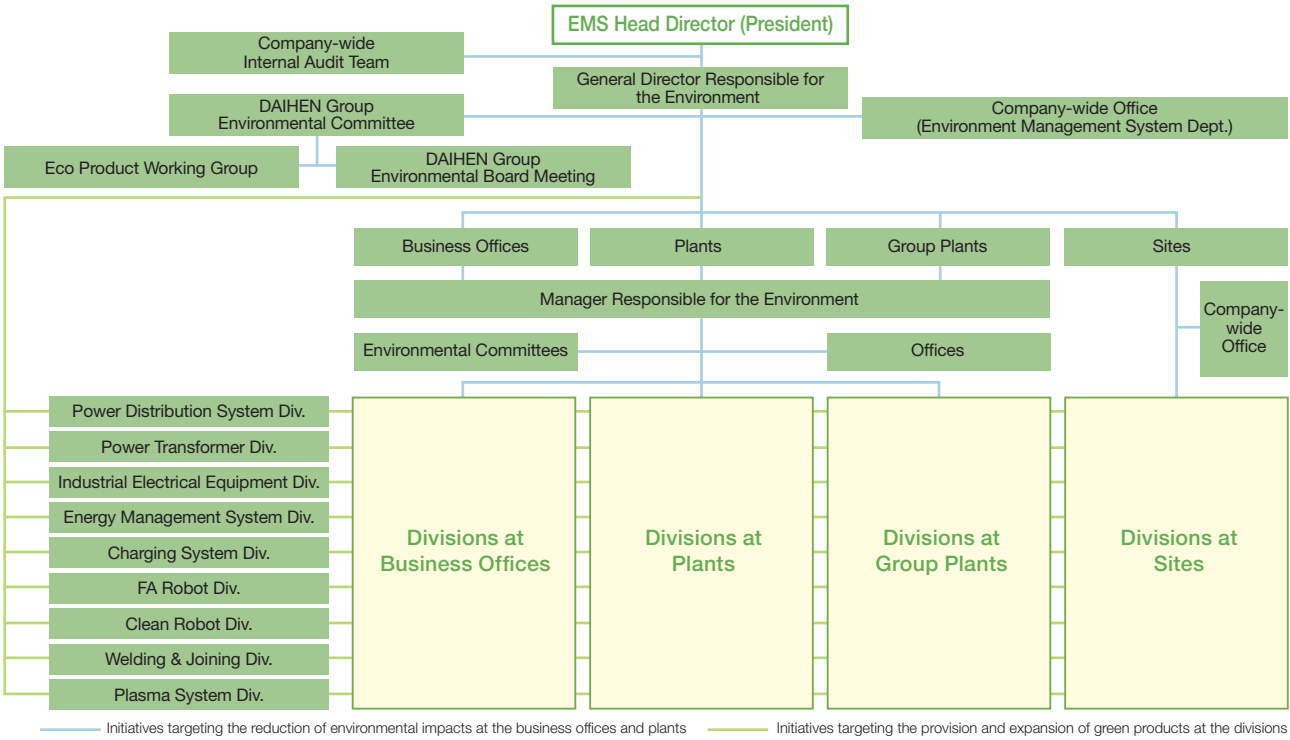 EMS Head Director (President)
Company-wide
Internal Audit Team
General Director Responsible for
the Environment
DAIHEN Group
Environmental Committee
Company-wide Office
(Environment Management System Dept.)
Eco Product Working Group
DAIHEN Group
Environmental Board Meeting
Business Offices
Plants
Group Plants
Sites
Manager Responsible for the Environment
Company-
wide
Office
Environmental Committees
Offices
Power Distribution System Div.
Power Transformer Div.
Industrial Electrical Equipment Div.
Energy Management System Div.
Charging System Div.
FA Robot Div.
Clean Robot Div.
Welding & Joining Div.
Plasma System Div.
Divisions at
Business Offices
Divisions at
Plants
Divisions at
Group Plants
Divisions at
Sites
Initiatives targeting the reduction of environmental impacts at the business offices and plants
Initiatives targeting the provision and expansion of green products at the divisions